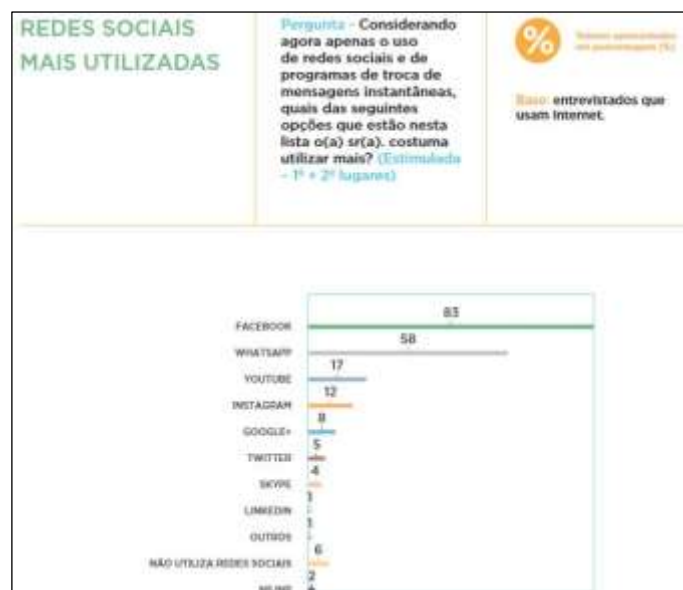 REDES SOCIAIS
MAIS UTILIZADAS
Pergunta - Considerando
agora apenas o uso
de redes sociais e de
programas de troca de
mensagens instantâneas,
quais das seguintes
opções que estão nesta
lista o(a) sr(a). costuma
utilizar mais? (Estimulada
- 1º + 2º lugares)
%
Base: entrevistados que
usam Internet.
83
FACEBOOK
58
WHATSAPP
17
YOUTUBE
12
INSTAGRAM
8
GOOGLE+
5
TWITTER
4
SKYPE
1
LINKEDIN
1
OUTROS
6
NÃO UTILIZA REDES SOCIAIS
2